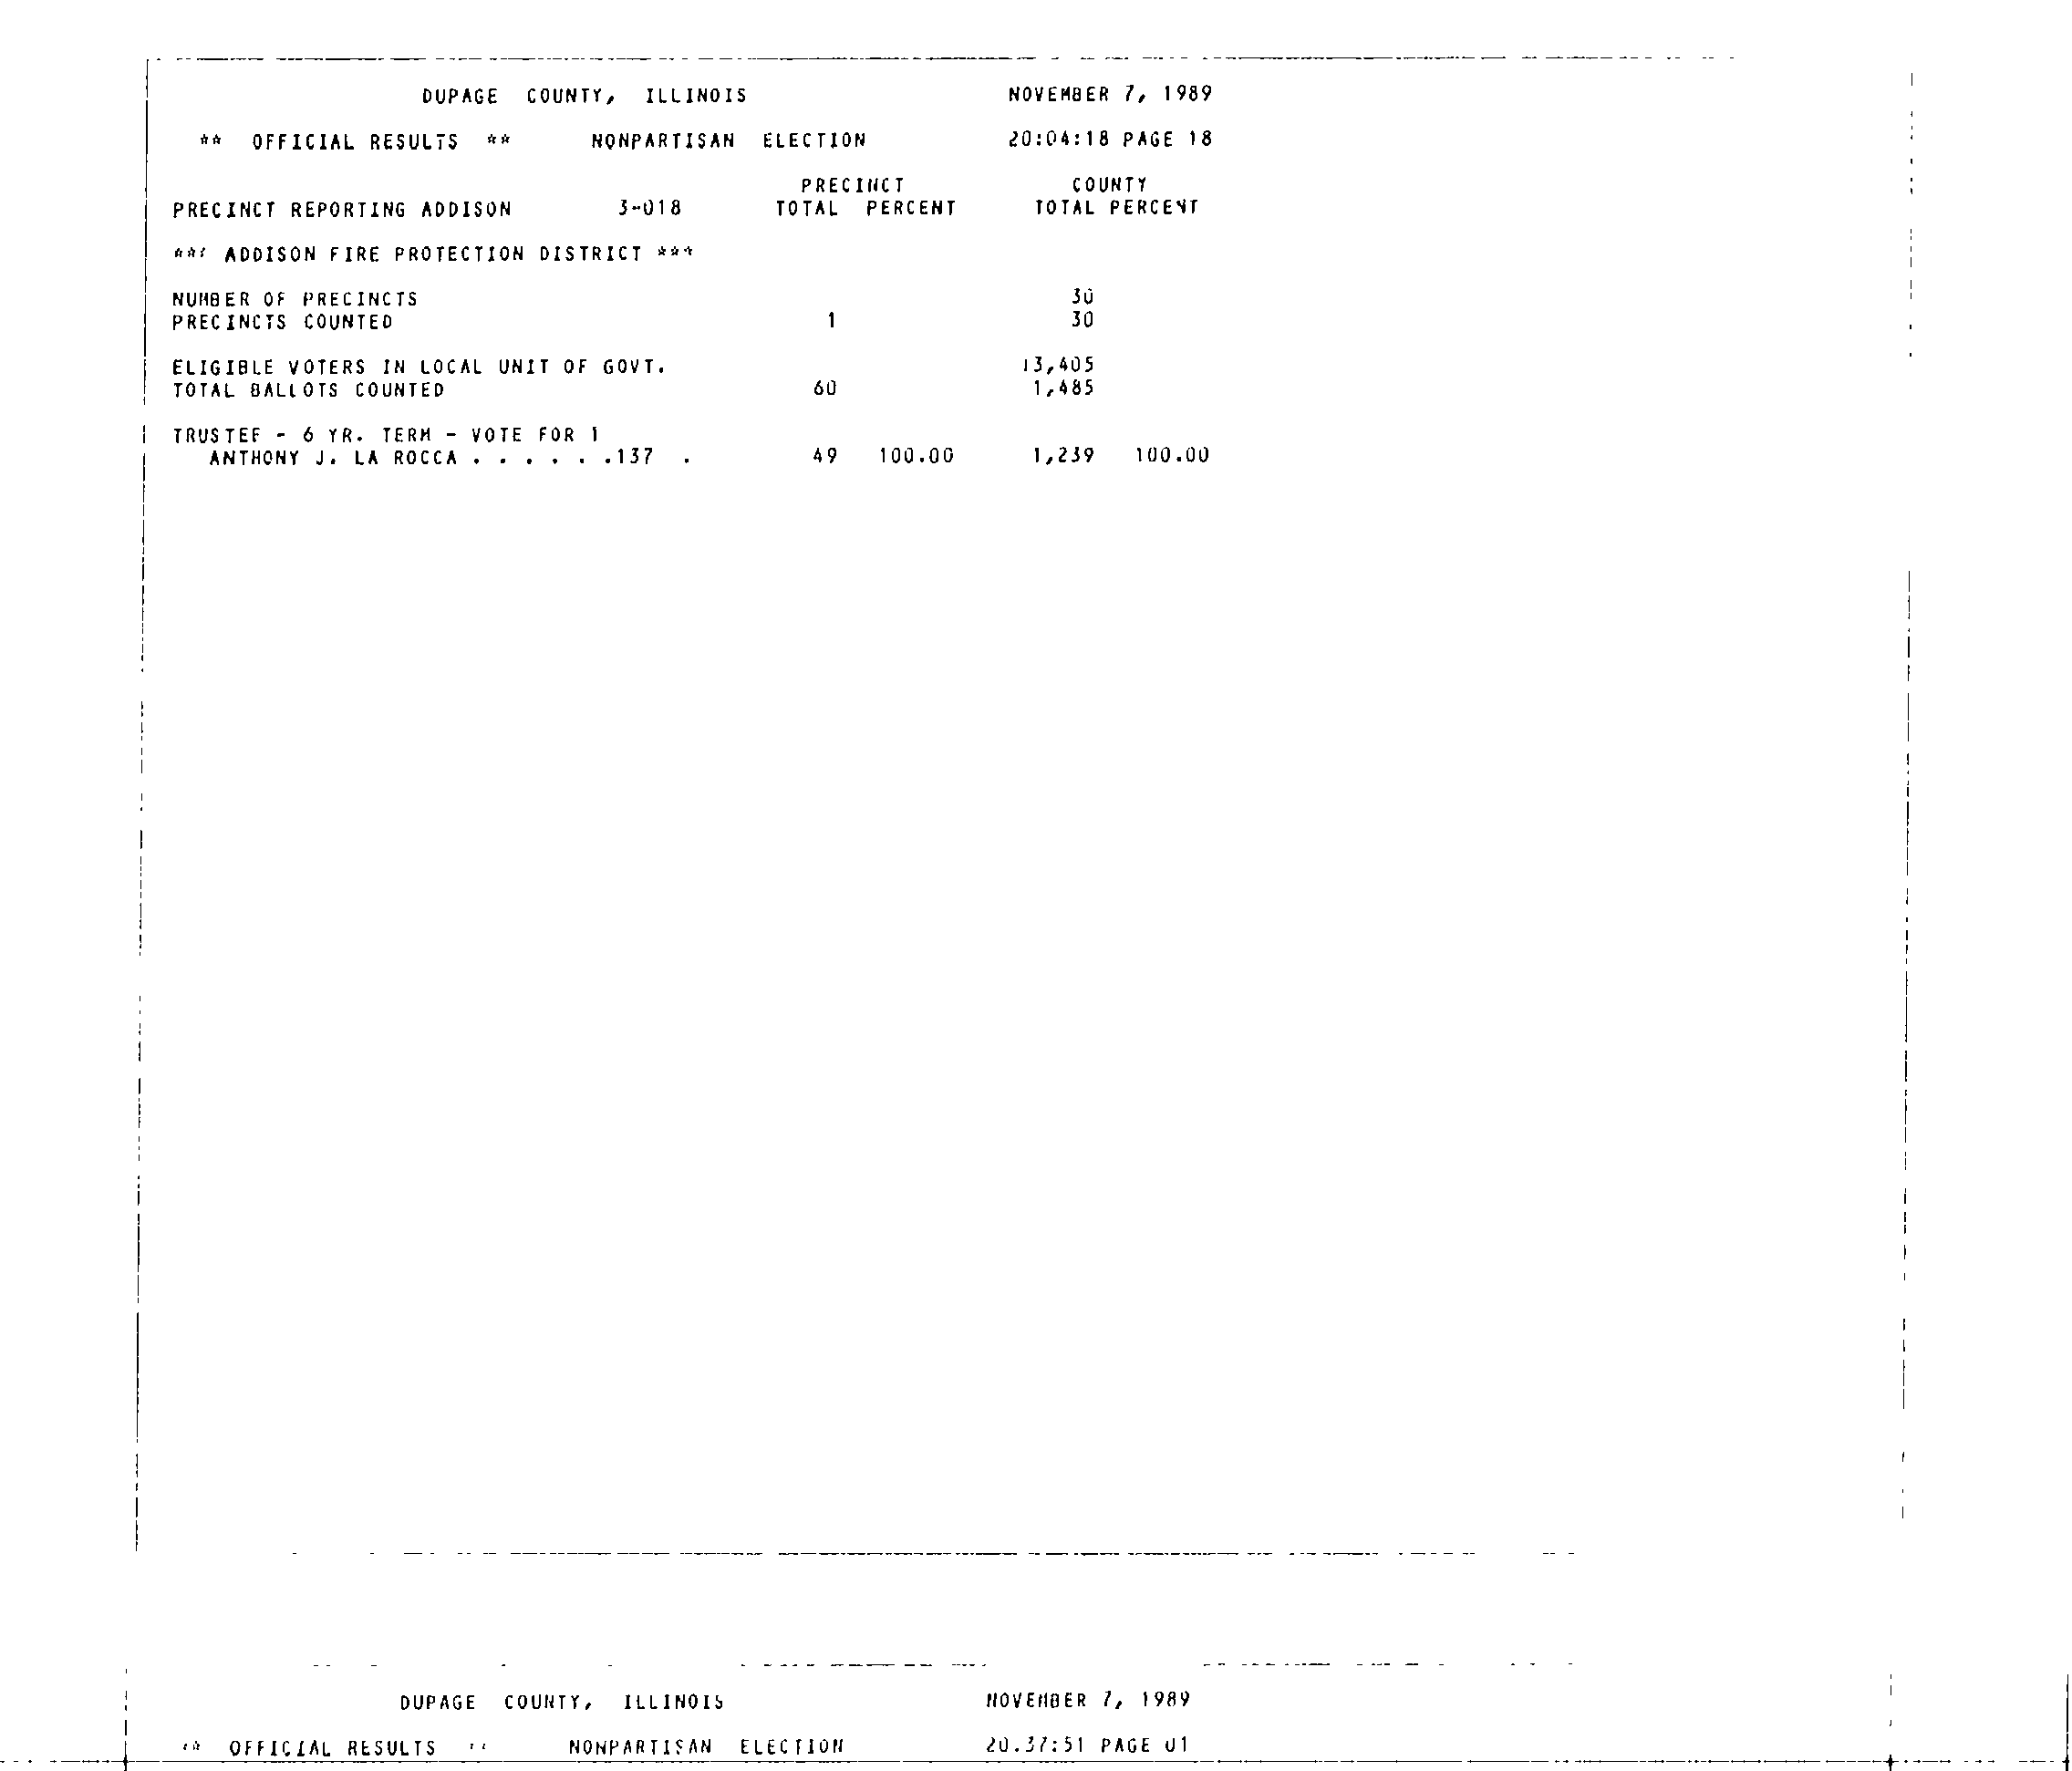 DUPAGE COUNTY, ILLINOIS NOVEMBER 7, 1989
** OFFICIAL RESULTS ** NONPARTISAN ELECTION 20:04:18 PAGE 18
PRECINCT COUNTY
PRECINCT REPORTING ADDISON 3-018 TOTAL PERCENT TOTAL PERCENT
*** ADDISON FIRE PROTECTION DISTRICT ***
NUMBER OF PRECINCTS 30
PRECINCTS COUNTED 1 30
ELIGIBLE VOTERS IN LOCAL UNIT OF GOVT. 13,405
TOTAL BALLOTS COUNTED 60 1,485
TRUSTEE - 6 YR. TERM - VOTE FOR 1
ANTHONY J. LA ROCCA . . . . . .137 . 49 100.00 1,239 100.00
DUPAGE COUNTY, ILLINOIS NOVEMBER 7, 1989
** OFFICIAL RESULTS ** NONPARTISAN ELECTION 20.37:51 PAGE 01